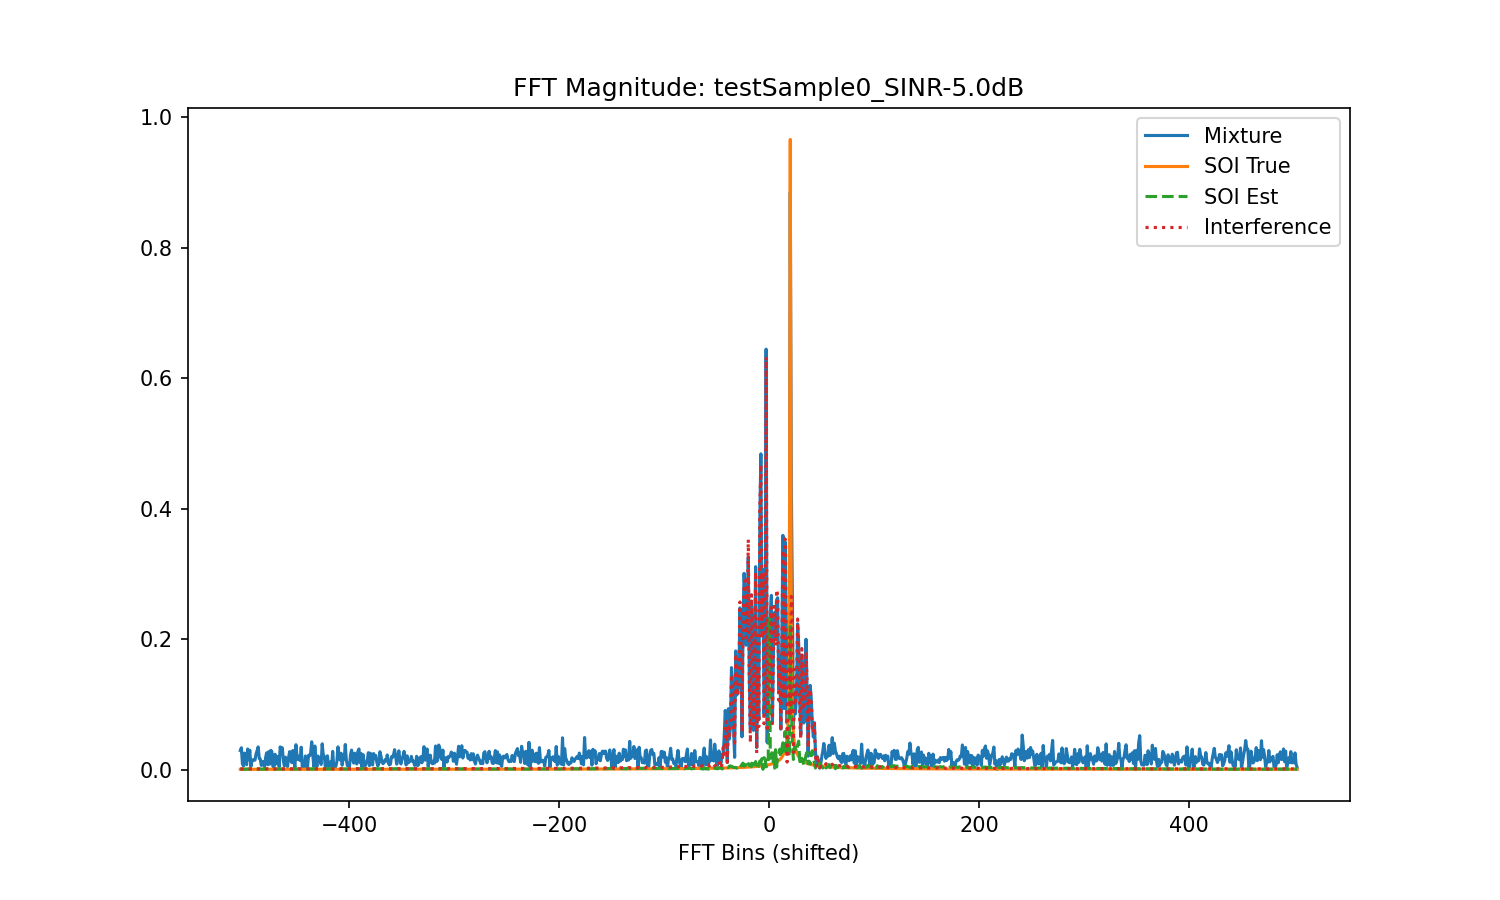 FFT Magnitude: testSample0_SINR-5.0dB
1.0
0.8
0.6
0.4
0.2
0.0
Mixture
SOI True
SOI Est
Interference
−400
−200
0
200
400
FFT Bins (shifted)